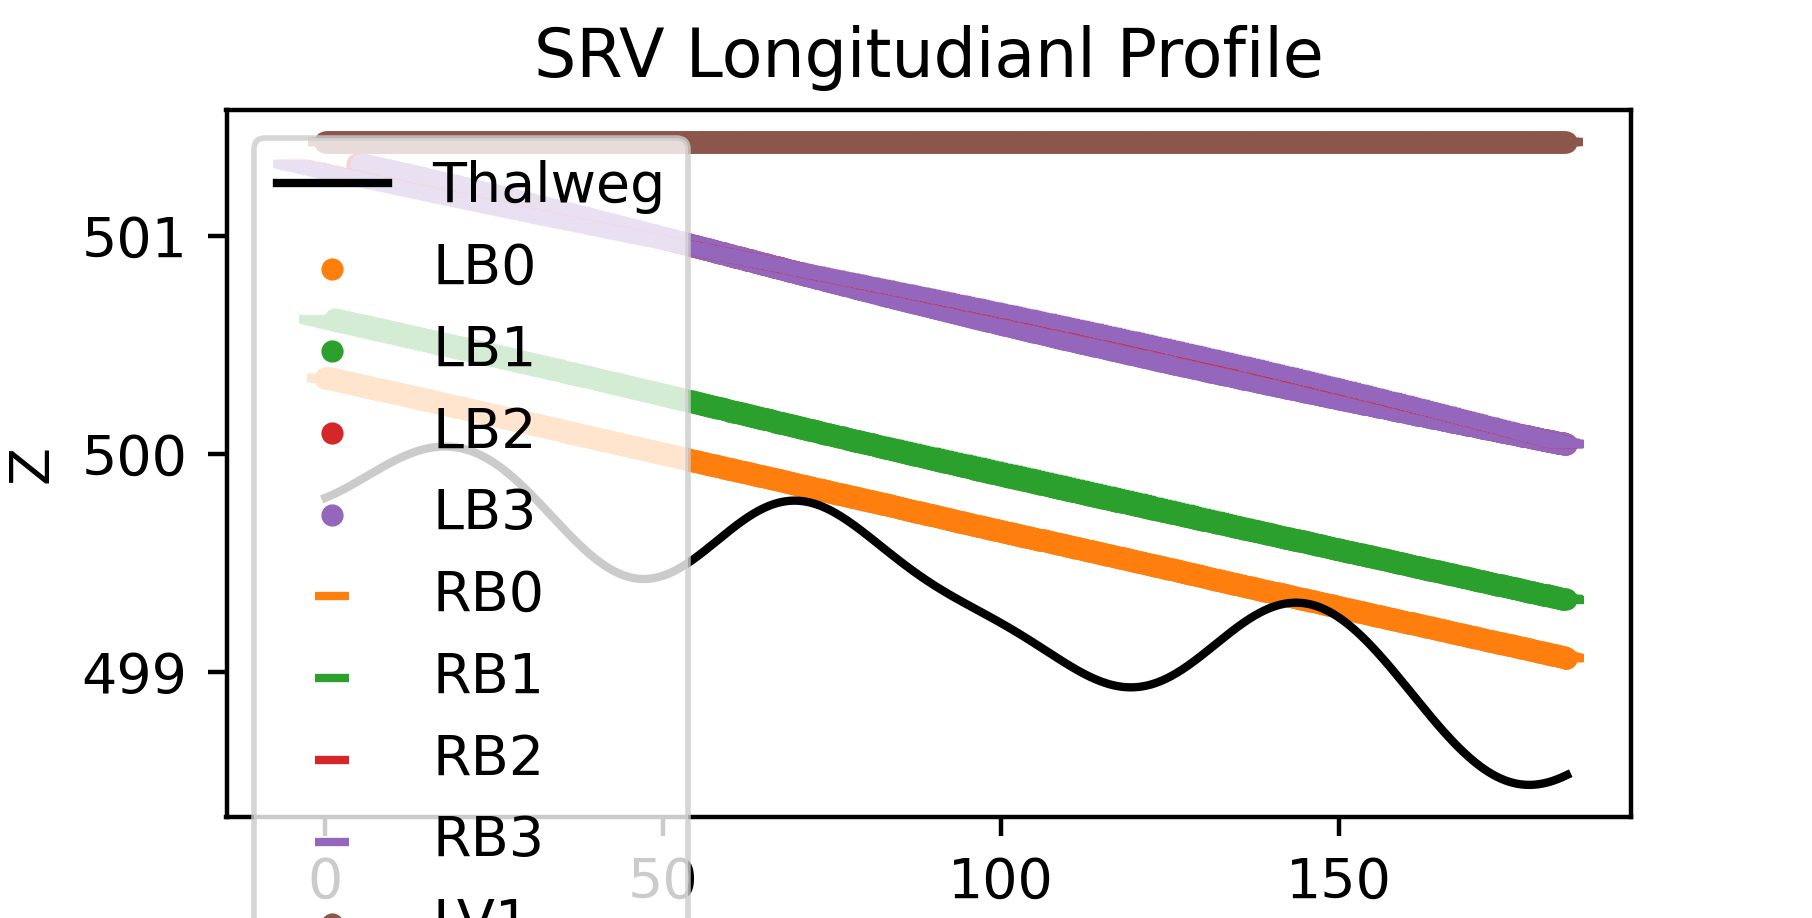 SRV Longitudianl Profile
Z
501
500
499
0
50
100
150
Thalweg
LB0
LB1
LB2
LB3
RB0
RB1
RB2
RB3
LV1